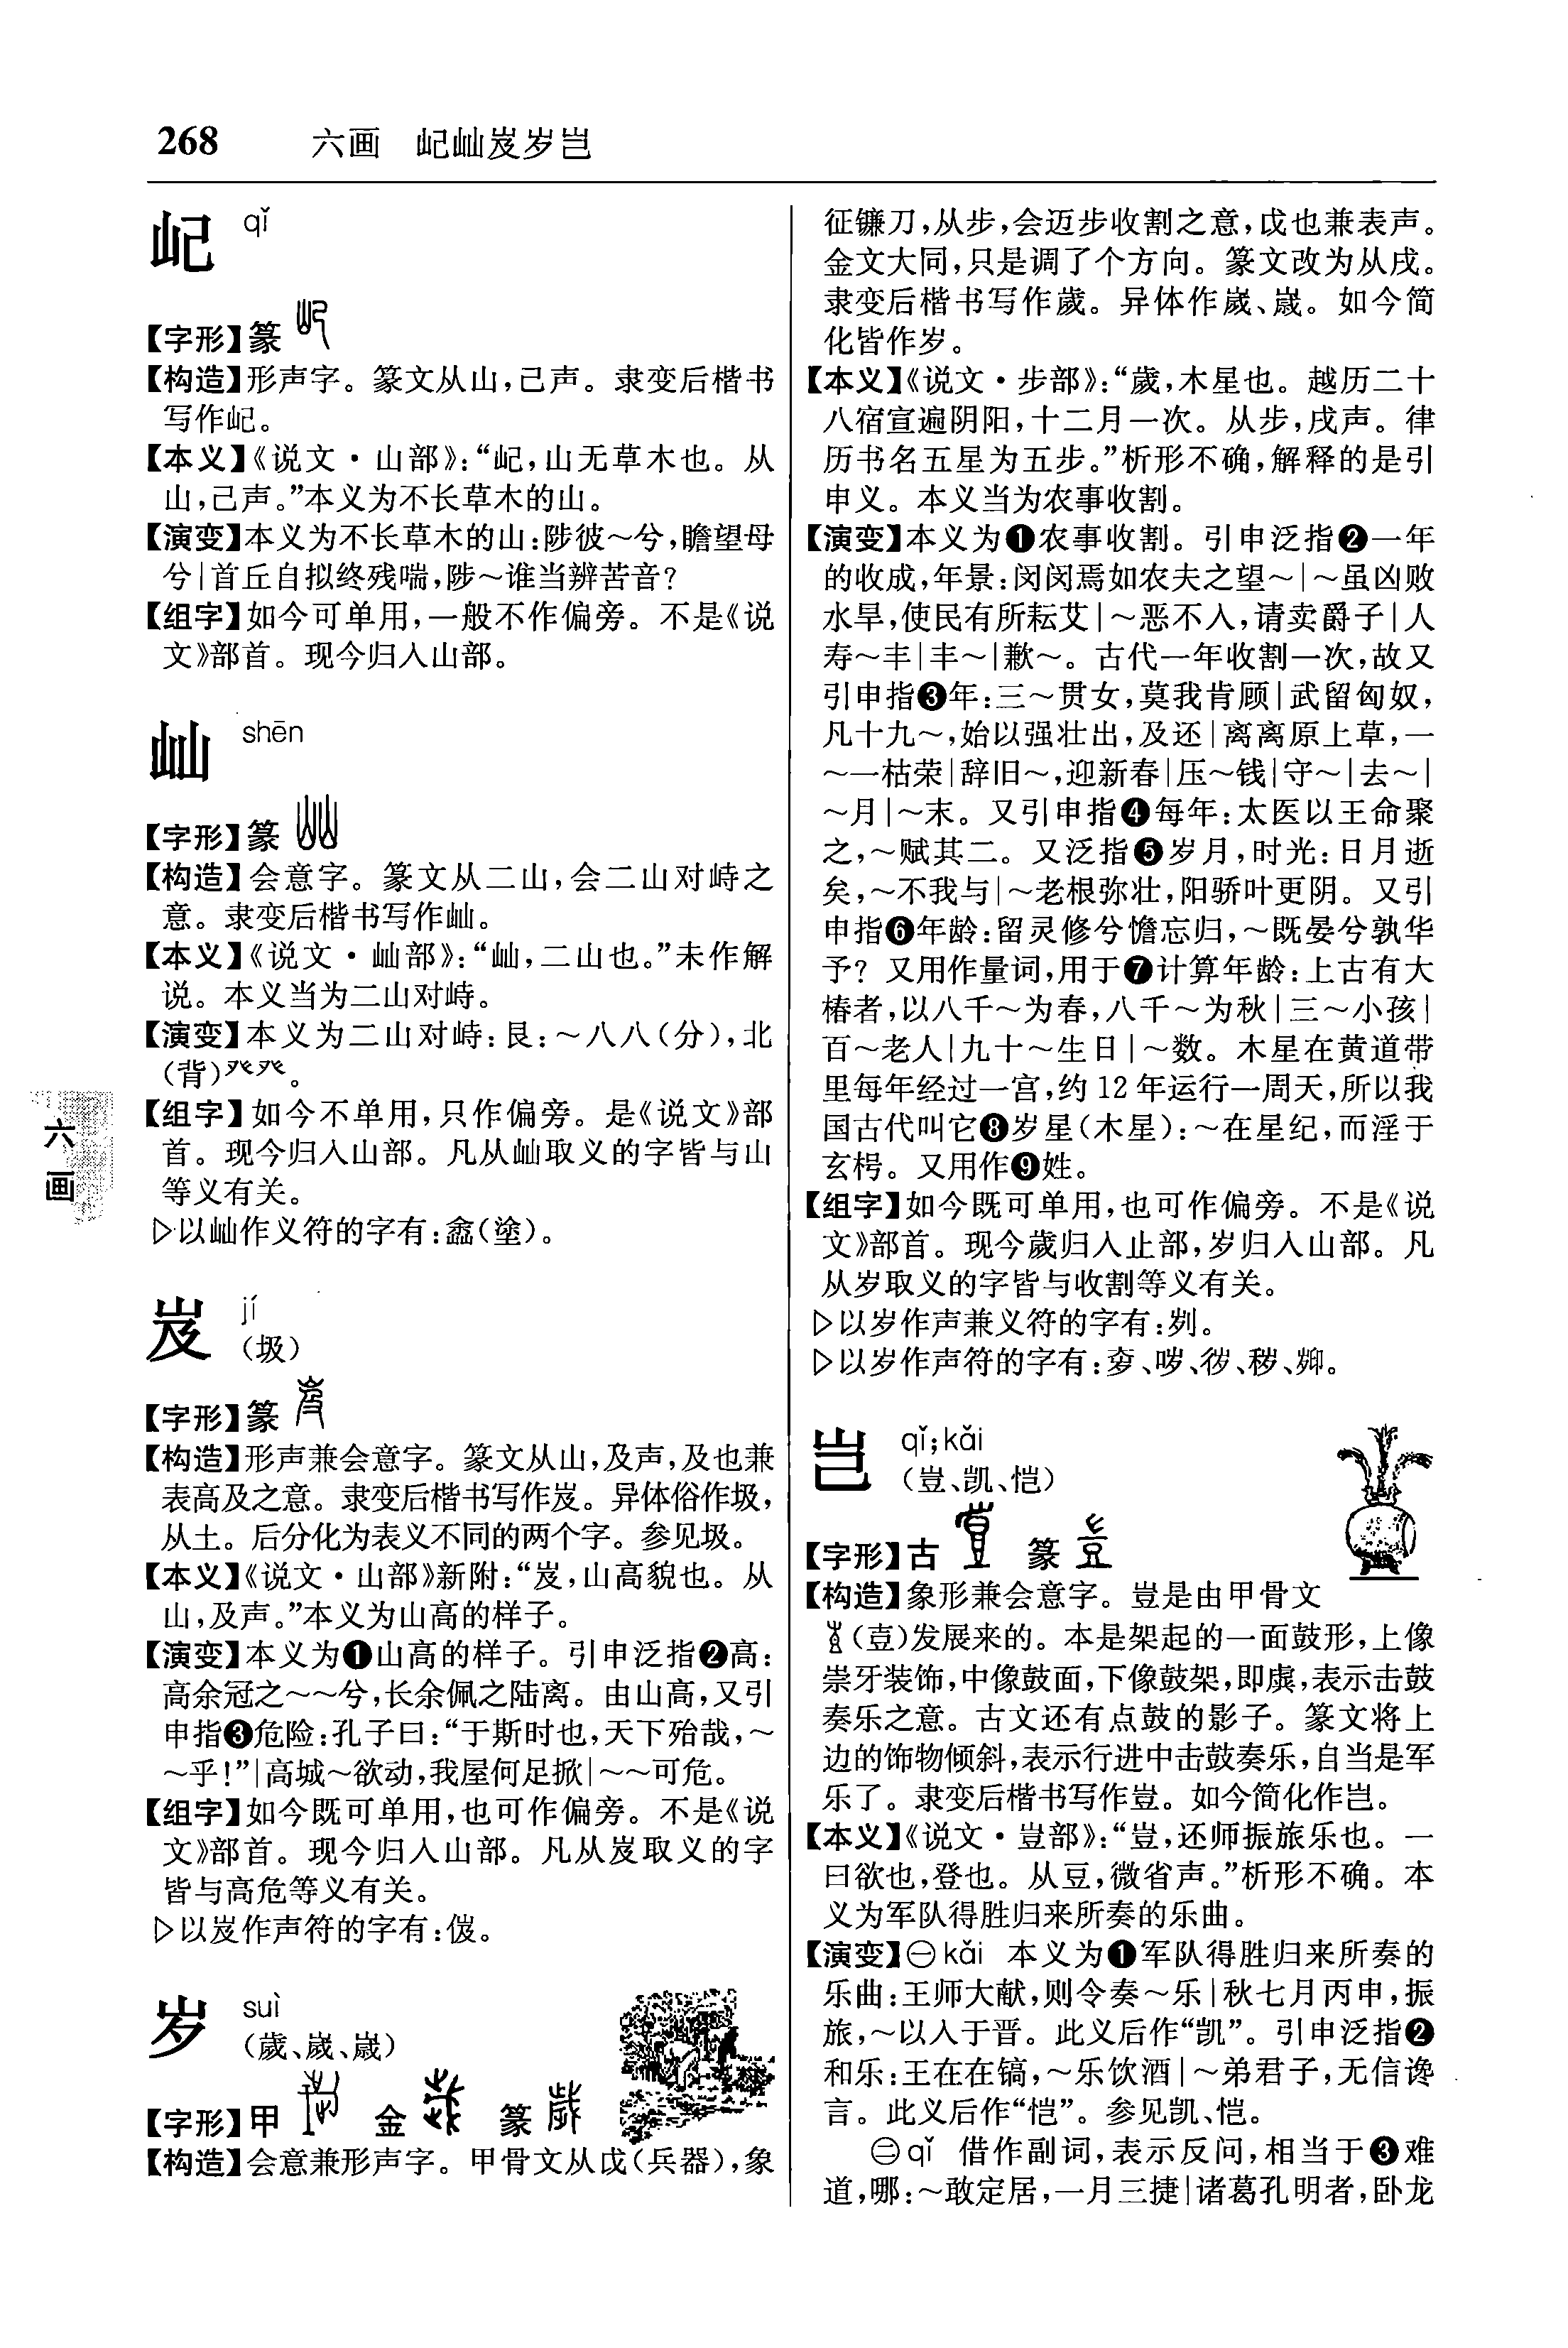 268 六画 屺屾岌岁岂
屺 qǐ
【字形】篆
【构造】形声字。篆文从山,己声。隶变后楷书
写作屺。
【本义】《说文·山部》:“屺,山无草木也。从
山,己声。”本义为不长草木的山。
【演变】本义为不长草木的山:陟彼～兮,瞻望母
兮|首丘自拟终残喘,陟～谁当辨苦音?
【组字】如今可单用,一般不作偏旁。不是《说
文》部首。现今归入山部。
屾 shēn
【字形】篆
【构造】会意字。篆文从二山,会二山对峙之
意。隶变后楷书写作屾。
【本义】《说文·屾部》:“屾,二山也。”未作解
说。本义当为二山对峙。
【演变】本义为二山对峙:艮:～八八(分),北
(背)癶癶。
【组字】如今不单用,只作偏旁。是《说文》部
首。现今归入山部。凡从屾取义的字皆与山
等义有关。
▷以屾作义符的字有:嵞(塗)。
岌 jí
(圾)
【字形】篆
【构造】形声兼会意字。篆文从山,及声,及也兼
表高及之意。隶变后楷书写作岌。异体俗作圾,
从土。后分化为表义不同的两个字。参见圾。
【本义】《说文·山部》新附:“岌,山高貌也。从
山,及声。”本义为山高的样子。
【演变】本义为❶山高的样子。引申泛指❷高:
高余冠之～～兮,长余佩之陆离。由山高,又引
申指❸危险:孔子曰:“于斯时也,天下殆哉,～
～乎!”|高城～欲动,我屋何足掀|～～可危。
【组字】如今既可单用,也可作偏旁。不是《说
文》部首。现今归入山部。凡从岌取义的字
皆与高危等义有关。
▷以岌作声符的字有:伋。
岁 suì
(歲、嵗、歳)
【字形】甲 金 篆
【构造】会意兼形声字。甲骨文从戉(兵器),象
征镰刀,从步,会迈步收割之意,戉也兼表声。
金文大同,只是调了个方向。篆文改为从戌。
隶变后楷书写作歲。异体作嵗、歳。如今简
化皆作岁。
【本义】《说文·步部》:“歲,木星也。越历二十
八宿宣遍阴阳,十二月一次。从步,戌声。律
历书名五星为五步。”析形不确,解释的是引
申义。本义当为农事收割。
【演变】本义为❶农事收割。引申泛指❷一年
的收成,年景:闵闵焉如农夫之望～|～虽凶败
水旱,使民有所耘艾|～恶不入,请卖爵子|人
寿～丰|丰～|歉～。古代一年收割一次,故又
引申指❸年:三～贯女,莫我肯顾|武留匈奴,
凡十九～,始以强壮出,及还|离离原上草,一
～一枯荣|辞旧～,迎新春|压～钱|守～|去～|
～月|～末。又引申指❹每年:太医以王命聚
之,～赋其二。又泛指❺岁月,时光:日月逝
矣,～不我与|～老根弥壮,阳骄叶更阴。又引
申指❻年龄:留灵修兮憺忘归,～既晏兮孰华
予? 又用作量词,用于❼计算年龄:上古有大
椿者,以八千～为春,八千～为秋|三～小孩|
百～老人|九十～生日|～数。木星在黄道带
里每年经过一宫,约12年运行一周天,所以我
国古代叫它❽岁星(木星):～在星纪,而淫于
玄枵。又用作❾姓。
【组字】如今既可单用,也可作偏旁。不是《说
文》部首。现今歲归入止部,岁归入山部。凡
从岁取义的字皆与收割等义有关。
▷以岁作声兼义符的字有:刿。
▷以岁作声符的字有:
岂 qǐ;kǎi
(豈、凯、恺)
【字形】古 篆
【构造】象形兼会意字。豈是由甲骨文
(壴)发展来的。本是架起的一面鼓形,上像
崇牙装饰,中像鼓面,下像鼓架,即虡,表示击鼓
奏乐之意。古文还有点鼓的影子。篆文将上
边的饰物倾斜,表示行进中击鼓奏乐,自当是军
乐了。隶变后楷书写作豈。如今简化作岂。
【本义】《说文·豈部》:“豈,还师振旅乐也。一
曰欲也,登也。从豆,微省声。”析形不确。本
义为军队得胜归来所奏的乐曲。
【演变】㊀kǎi 本义为❶军队得胜归来所奏的
乐曲:王师大献,则令奏～乐|秋七月丙申,振
旅,～以入于晋。此义后作“凯”。引申泛指❷
和乐:王在在镐,～乐饮酒|～弟君子,无信谗
言。此义后作“恺”。参见凯、恺。
㊁qǐ 借作副词,表示反问,相当于❸难
道,哪:～敢定居,一月三捷|诸葛孔明者,卧龙
六画